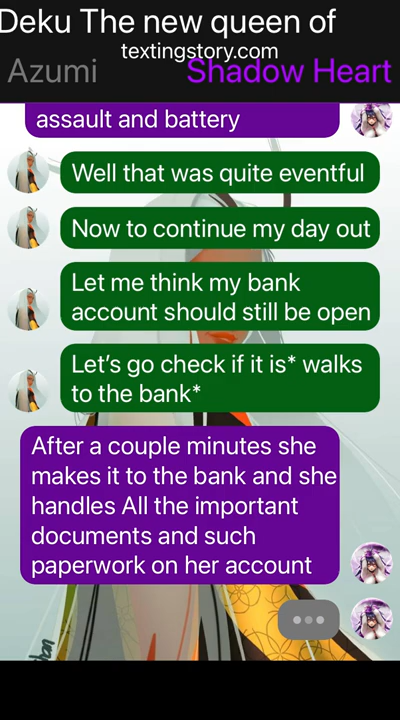 Deku The new queen of
textingstory.com
Azumi
Shadow Heart
assault and battery
Well that was quite eventful
Now to continue my day out
Let me think my bank
account should still be open
Let's go check if it is* walks
to the bank*
After a couple minutes she
makes it to the bank and she
handles All the important
documents and such
paperwork on her account